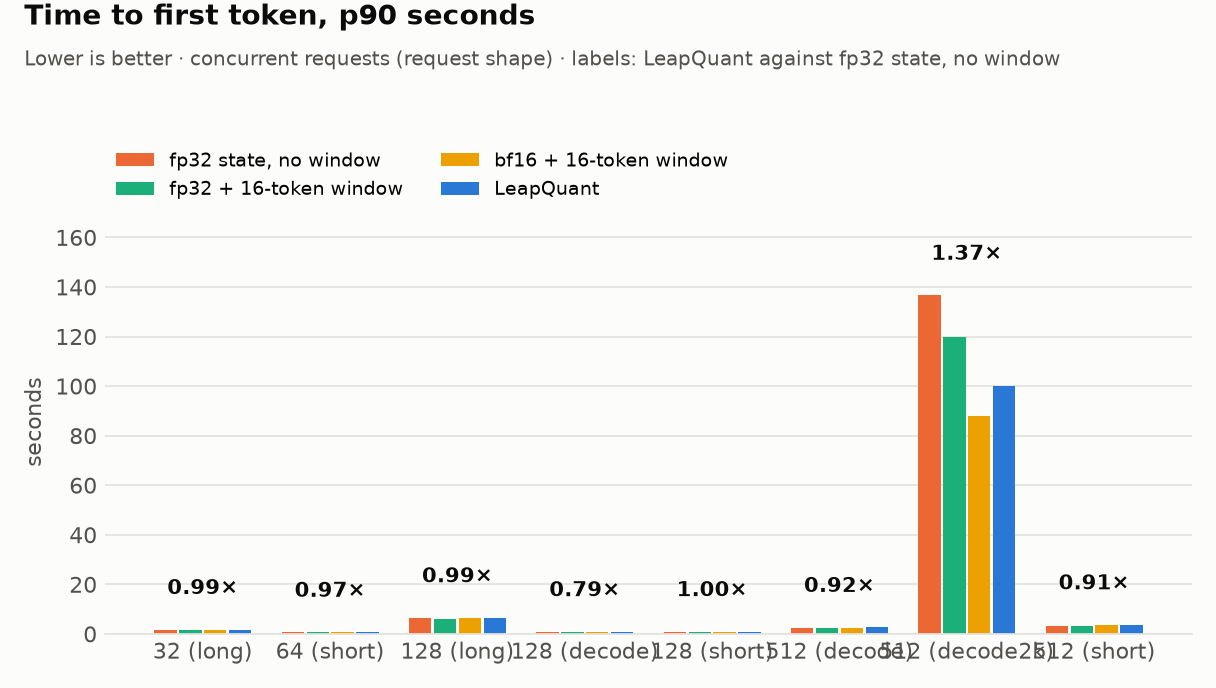 Time to first token, p90 seconds
Lower is better · concurrent requests (request shape) · labels: LeapQuant against fp32 state, no window
fp32 state, no window
bf16 + 16-token window
fp32 + 16-token window
LeapQuant
160
1.37×
140
120
100
80
60
40
20
0
seconds
0.99×
0.97×
0.99×
0.79×
1.00×
0.92×
0.91×
32 (long)
64 (short)
128 (long)
128 (decode)
128 (short)
512 (decode)
512 (decode2k)
512 (short)